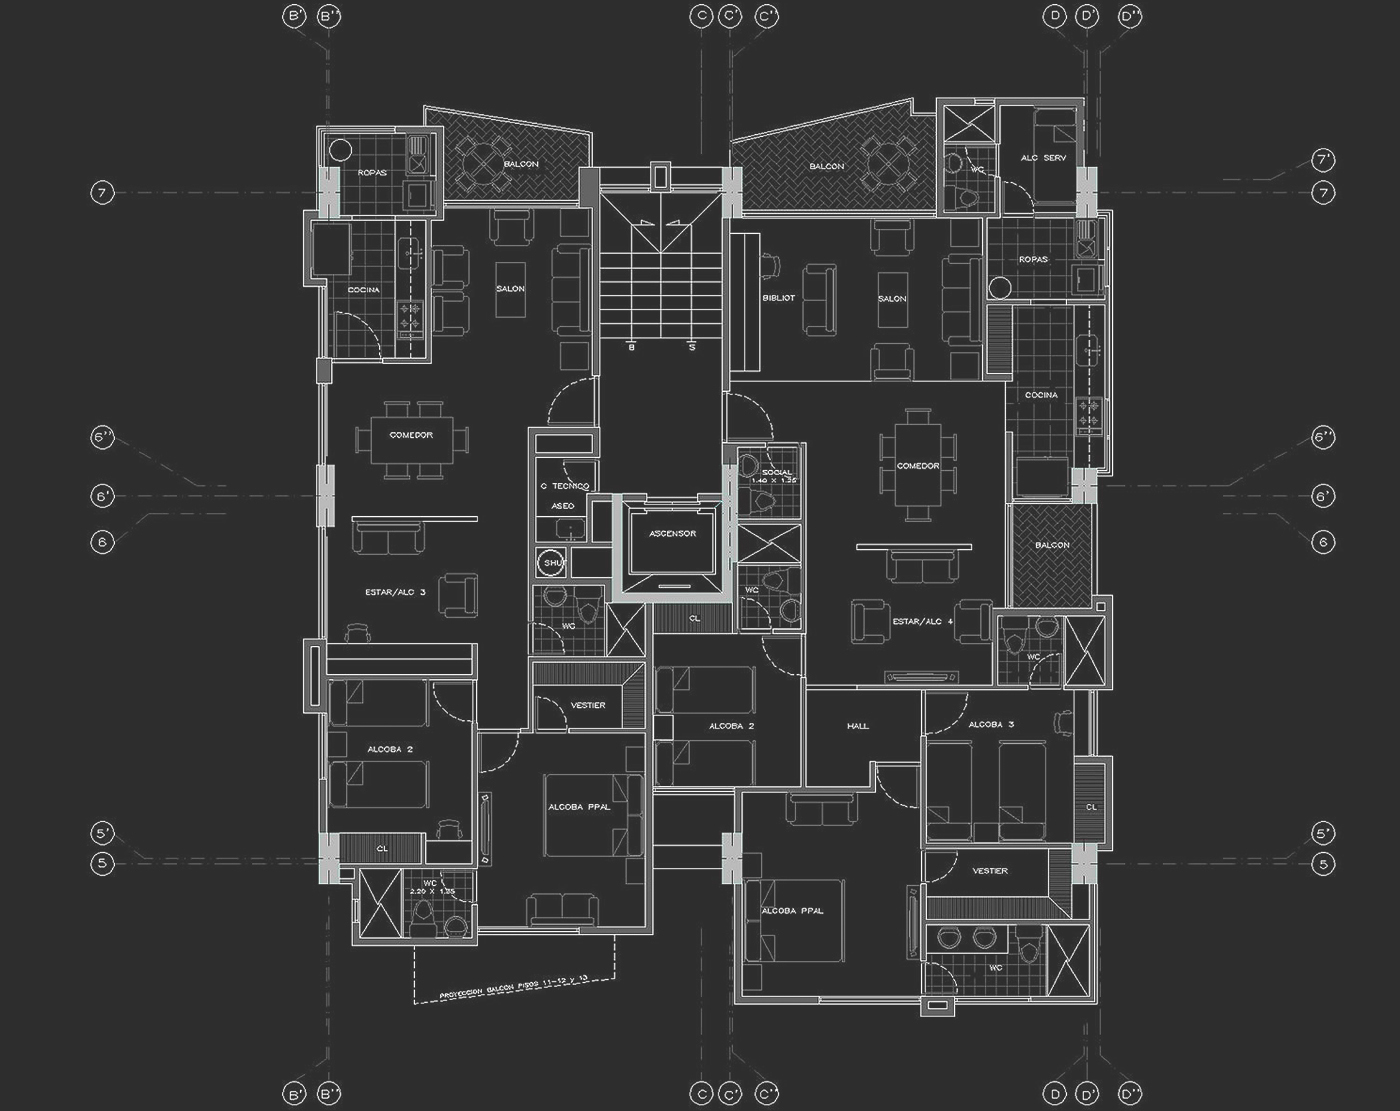 B' B'' C C' C'' D D' D''
BALCON
BALCON
ALC SERV
WC
7'
7
7
ROPAS
ROPAS
COCINA
SALON
BIBLIOT
SALON
B S
COCINA
COMEDOR
6''
6''
COMEDOR
SOCIAL
1.40 X 1.25
C TECNICO
ASEO
6'
6'
ASCENSOR
6
6
BALCON
SHUT
ESTAR/ALC 3
WC
WC
CL
ESTAR/ALC 4
WC
VESTIER
ALCOBA 2
ALCOBA 2
HALL
ALCOBA 3
ALCOBA PPAL
CL
5'
5'
CL
5
5
VESTIER
WC
2.20 X 1.35
ALCOBA PPAL
WC
PROYECCION BALCON PISOS 11-12 y 13
B' B'' C C' C'' D D' D''